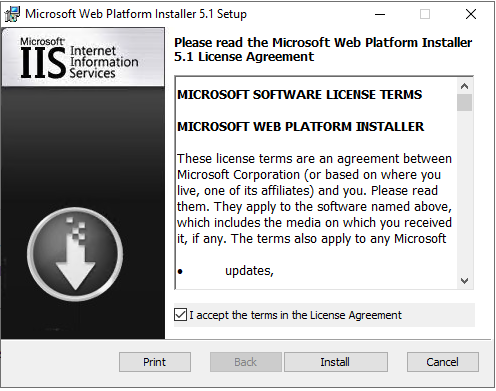 Microsoft Web Platform Installer 5.1 Setup
Microsoft®
IIS
Internet
Information
Services
Please read the Microsoft Web Platform Installer
5.1 License Agreement
MICROSOFT SOFTWARE LICENSE TERMS
MICROSOFT WEB PLATFORM INSTALLER
These license terms are an agreement between
Microsoft Corporation (or based on where you
live, one of its affiliates) and you. Please read
them. They apply to the software named above,
which includes the media on which you received
it, if any. The terms also apply to any Microsoft
• updates,
I accept the terms in the License Agreement
Print
Back
Install
Cancel